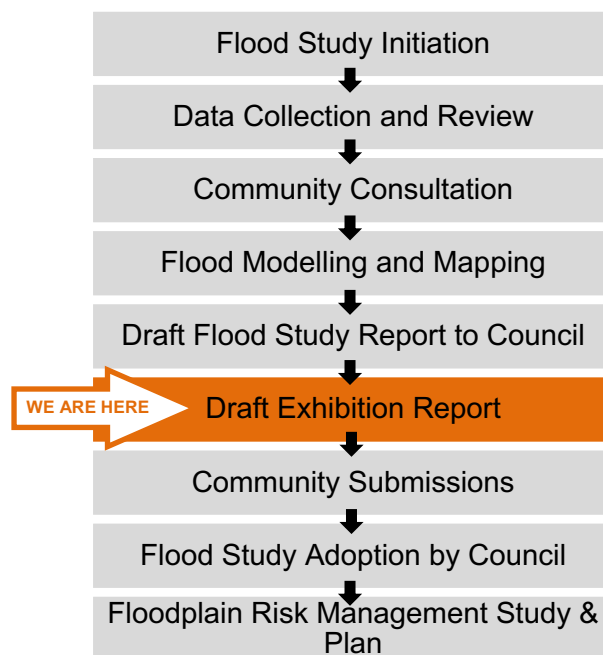 Flood Study Initiation
Data Collection and Review
Community Consultation
Flood Modelling and Mapping
Draft Flood Study Report to Council
WE ARE HERE
Draft Exhibition Report
Community Submissions
Flood Study Adoption by Council
Floodplain Risk Management Study &
Plan